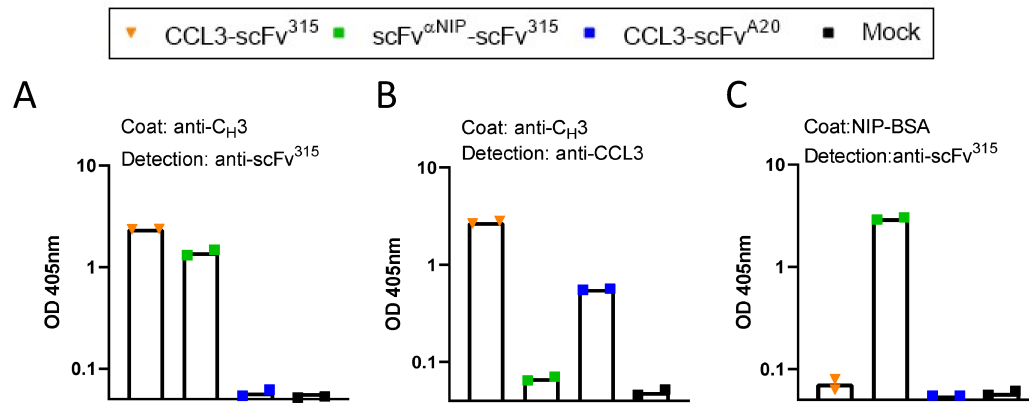 CCL3-scFv³¹⁵ scFvᵅᴺᴵᴾ-scFv³¹⁵ CCL3-scFvᴬ²⁰ Mock
A
Coat: anti-CH3
Detection: anti-scFv³¹⁵
10
1
0.1
OD 405nm
B
Coat: anti-CH3
Detection: anti-CCL3
10
1
0.1
OD 405nm
C
Coat:NIP-BSA
Detection:anti-scFv³¹⁵
10
1
0.1
OD 405nm